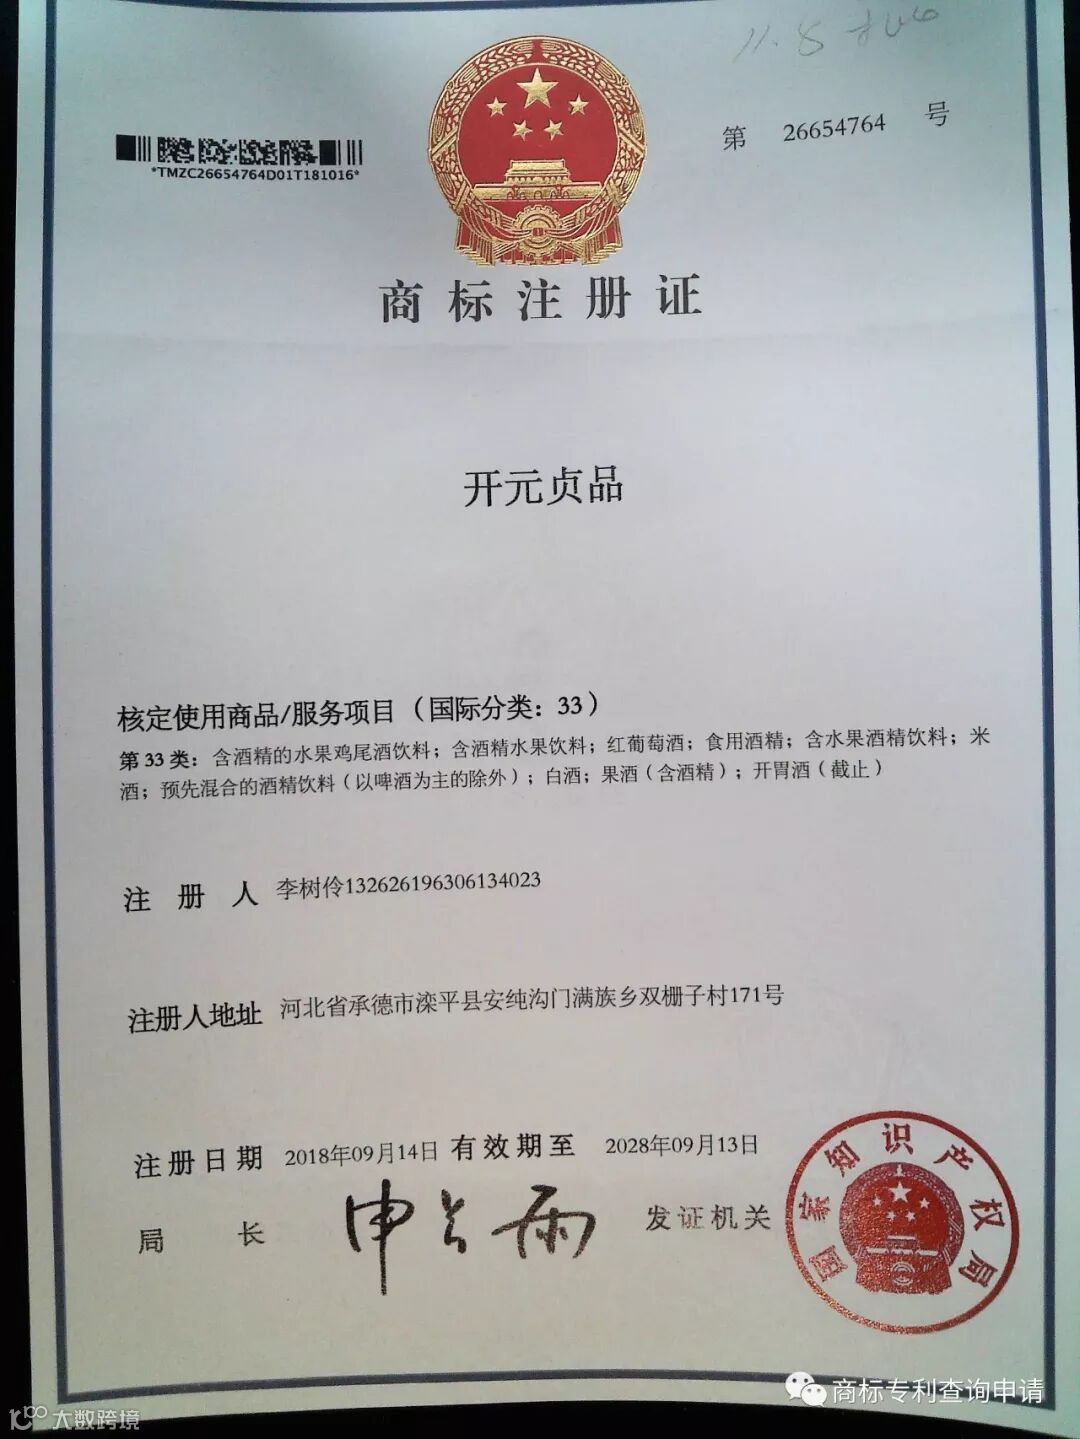 11.8
第 26654764 号
*TMZC26654764D01T181016*
商标注册证
开元贞品
核定使用商品/服务项目（国际分类：33）
第 33 类：含酒精的水果鸡尾酒饮料；含酒精水果饮料；红葡萄酒；食用酒精；含水果酒精饮料；米
酒；预先混合的酒精饮料（以啤酒为主的除外）；白酒；果酒（含酒精）；开胃酒（截止）
注册人 李树伶132626196306134023
注册人地址 河北省承德市滦平县安纯沟门满族乡双栅子村171号
注册日期 2018年09月14日 有效期至 2028年09月13日
局长 申长雨 发证机关
国家知识产权局
商标专利查询申请
大数跨境